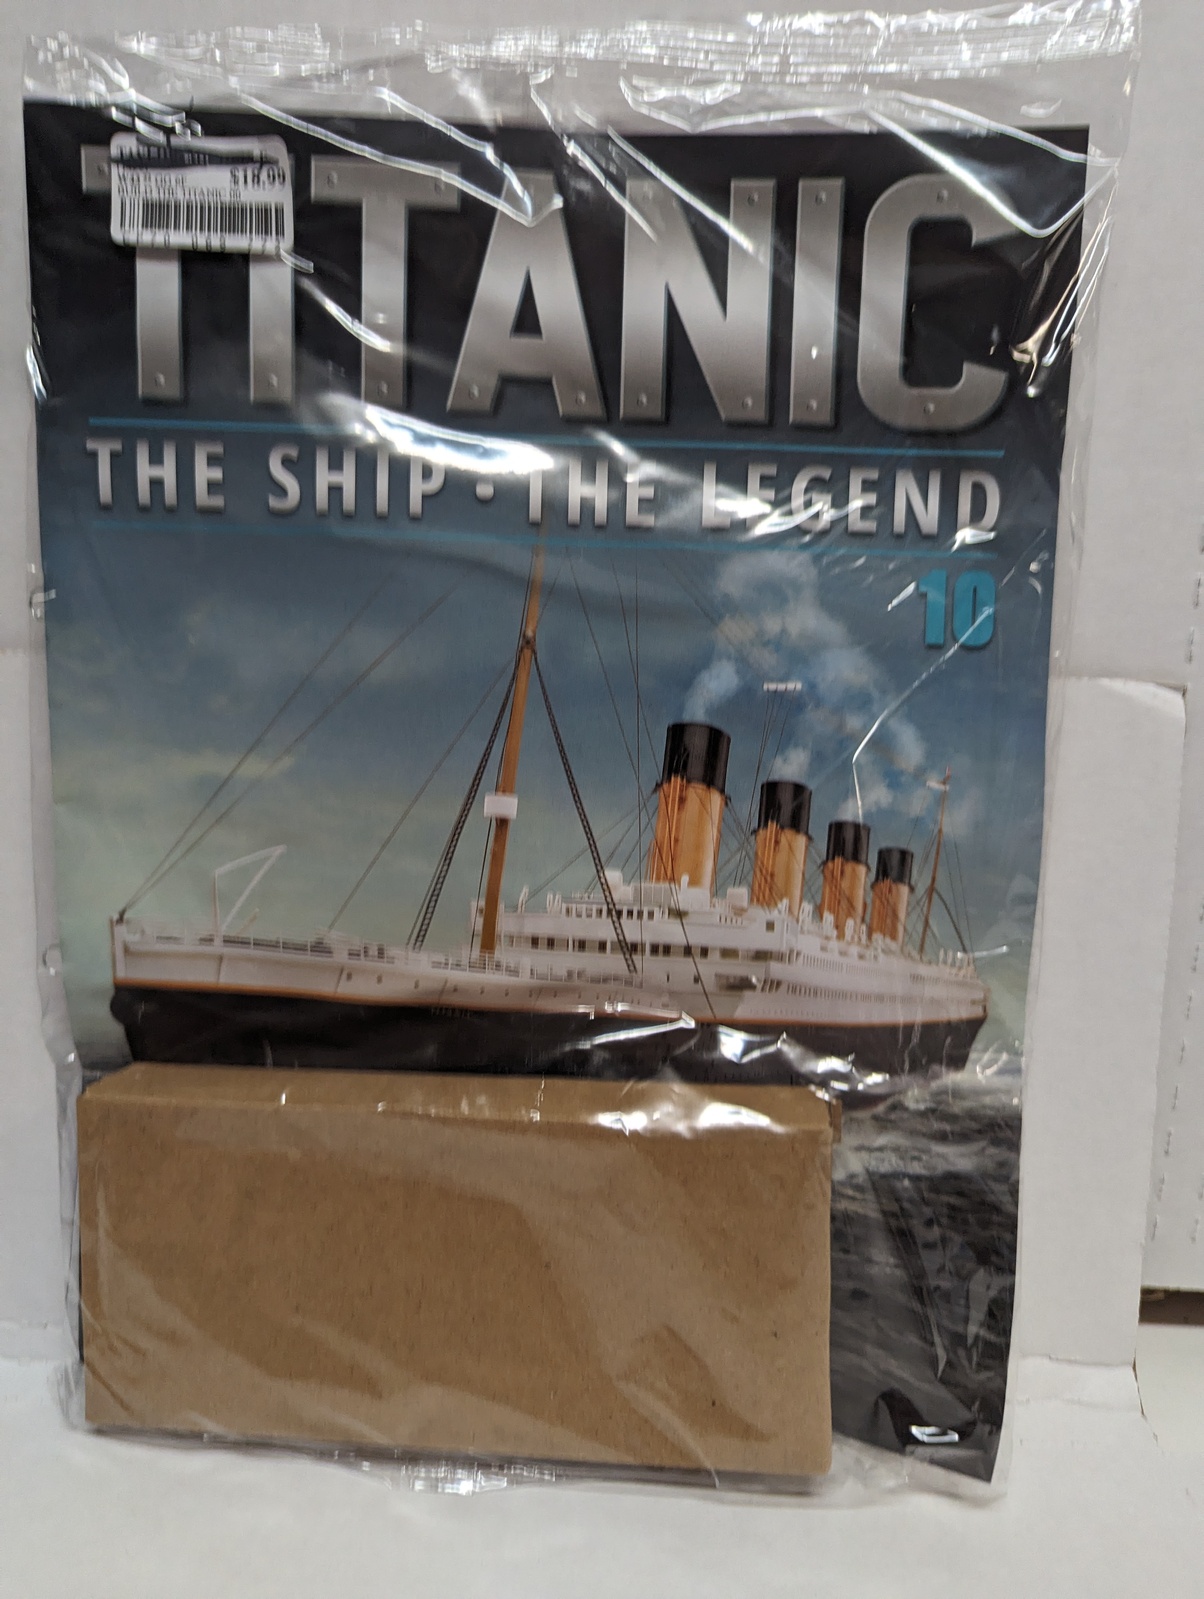 TITANIC
$18.99
THE SHIP • THE LEGEND
10